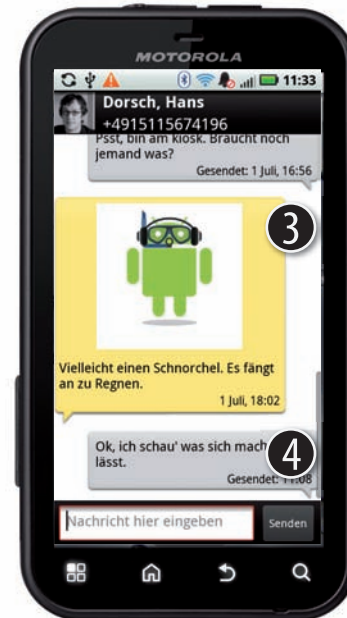 MOTOROLA
11:33
Dorsch, Hans
+4915115674196
Psst, bin am kiosk. Braucht noch
jemand was?
Gesendet: 1 Juli, 16:56
3
Vielleicht einen Schnorchel. Es fängt
an zu Regnen.
1 Juli, 18:02
Ok, ich schau' was sich
lässt.
4
Gesendet: 11:08
Nachricht hier eingeben
Senden